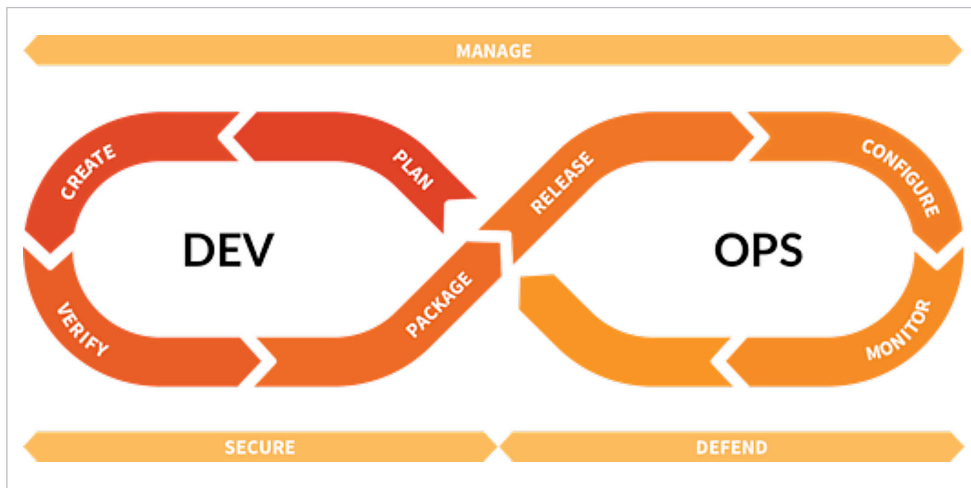 MANAGE
CREATE
PLAN
RELEASE
CONFIGURE
DEV
OPS
VERIFY
PACKAGE
MONITOR
SECURE
DEFEND